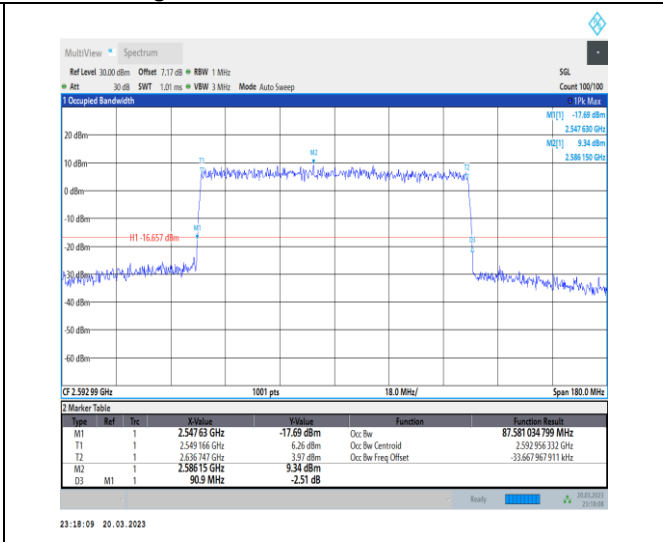 MultiView Spectrum
Ref Level 30.00 dBm Offset 7.17 dB RBW 1 MHz SGL
Att 30 dB SWT 1.01 ms VBW 3 MHz Mode Auto Sweep Count 100/100
1 Occupied Bandwidth 1Pk Max
M1[1] -17.69 dBm
2.547 630 GHz
M2[1] 9.34 dBm
2.586 150 GHz
20 dBm
10 dBm
0 dBm
-10 dBm
-20 dBm
-30 dBm
-40 dBm
-50 dBm
-60 dBm
T1
M2
T2
M1
H1 -16.657 dBm
D3
CF 2.592 99 GHz 1001 pts 18.0 MHz/ Span 180.0 MHz
2 Marker Table
Type Ref Trc X-Value Y-Value Function Function Result
M1 1 2.547 63 GHz -17.69 dBm Occ Bw 87.581 034 799 MHz
T1 1 2.549 166 GHz 6.26 dBm Occ Bw Centroid 2.592 956 332 GHz
T2 1 2.636 747 GHz 3.97 dBm Occ Bw Freq Offset -33.667 967 911 kHz
M2 1 2.586 15 GHz 9.34 dBm
D3 M1 1 90.9 MHz -2.51 dB
Ready 20.03.2023
23:18:08
23:18:09 20.03.2023